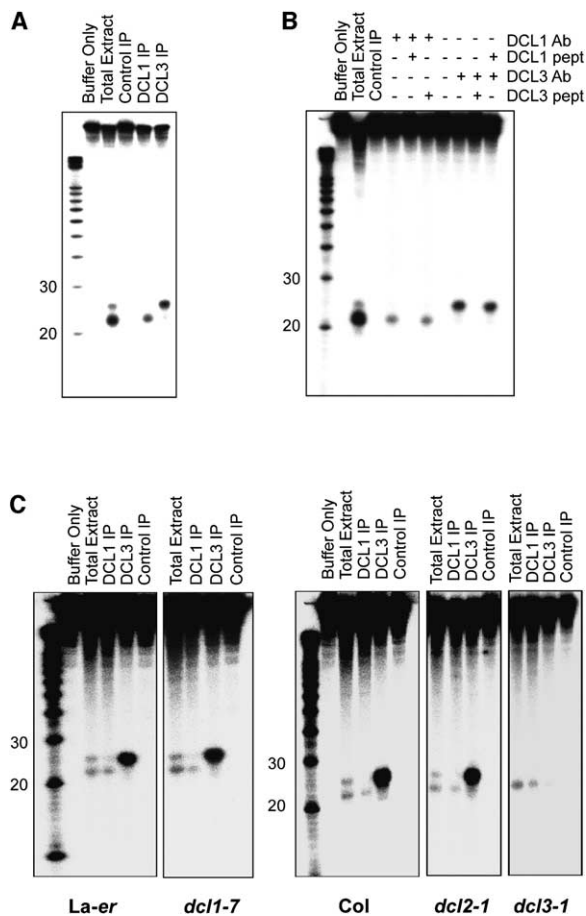 A
Buffer Only
Total Extract
Control IP
DCL1 IP
DCL3 IP
30
20
B
Buffer Only
Total Extract
Control IP
+ + + - - - - DCL1 Ab
- + - - - - + DCL1 pept
- - - - + + + DCL3 Ab
- - + - - + - DCL3 pept
30
20
C
Buffer Only
Total Extract
DCL1 IP
DCL3 IP
Control IP
Total Extract
DCL1 IP
DCL3 IP
Control IP
30
20
La-er
dcl1-7
Buffer Only
Total Extract
DCL1 IP
DCL3 IP
Control IP
Total Extract
DCL1 IP
DCL3 IP
Control IP
Total Extract
DCL1 IP
DCL3 IP
Control IP
30
20
Col
dcl2-1
dcl3-1